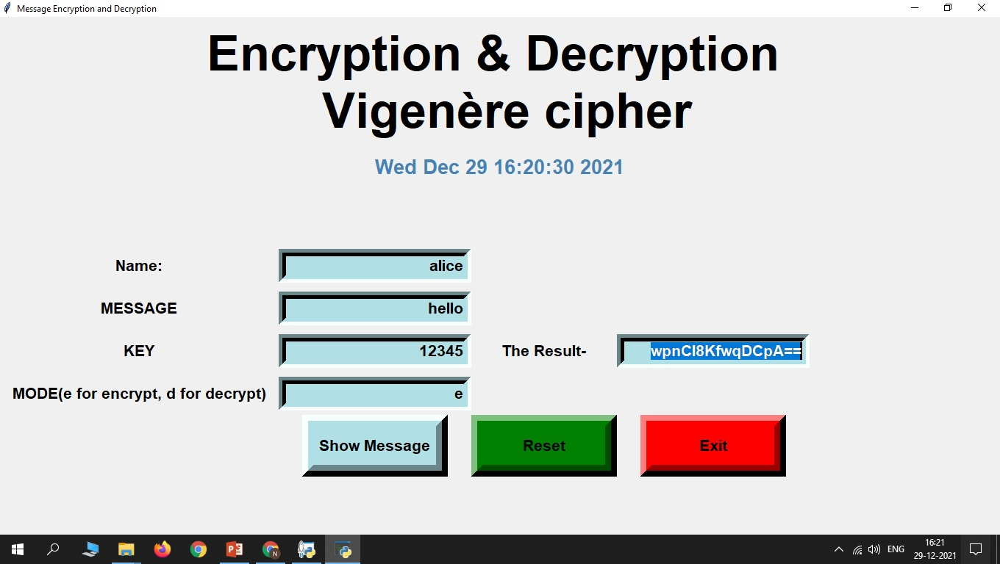 Message Encryption and Decryption
Encryption & Decryption
Vigenère cipher
Wed Dec 29 16:20:30 2021
Name: alice
MESSAGE hello
KEY 12345 The Result- wpnCl8KfwqDCpA==
MODE(e for encrypt, d for decrypt) e
Show Message Reset Exit
ENG 16:21
29-12-2021